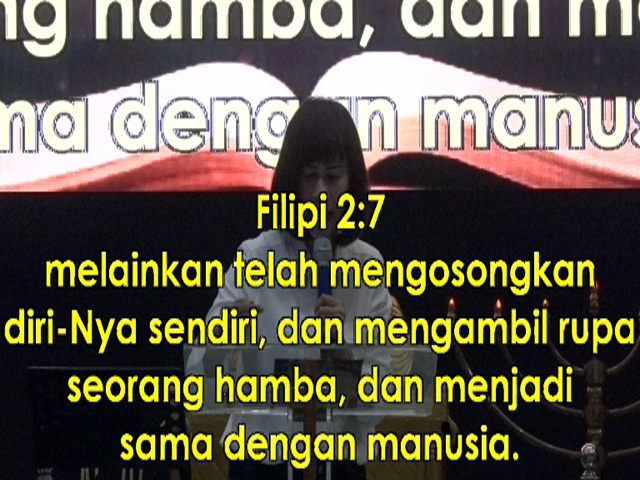 ng hamba, dan m
ma dengan manus
Filipi 2:7
melainkan telah mengosongkan
diri-Nya sendiri, dan mengambil rupa
seorang hamba, dan menjadi
sama dengan manusia.